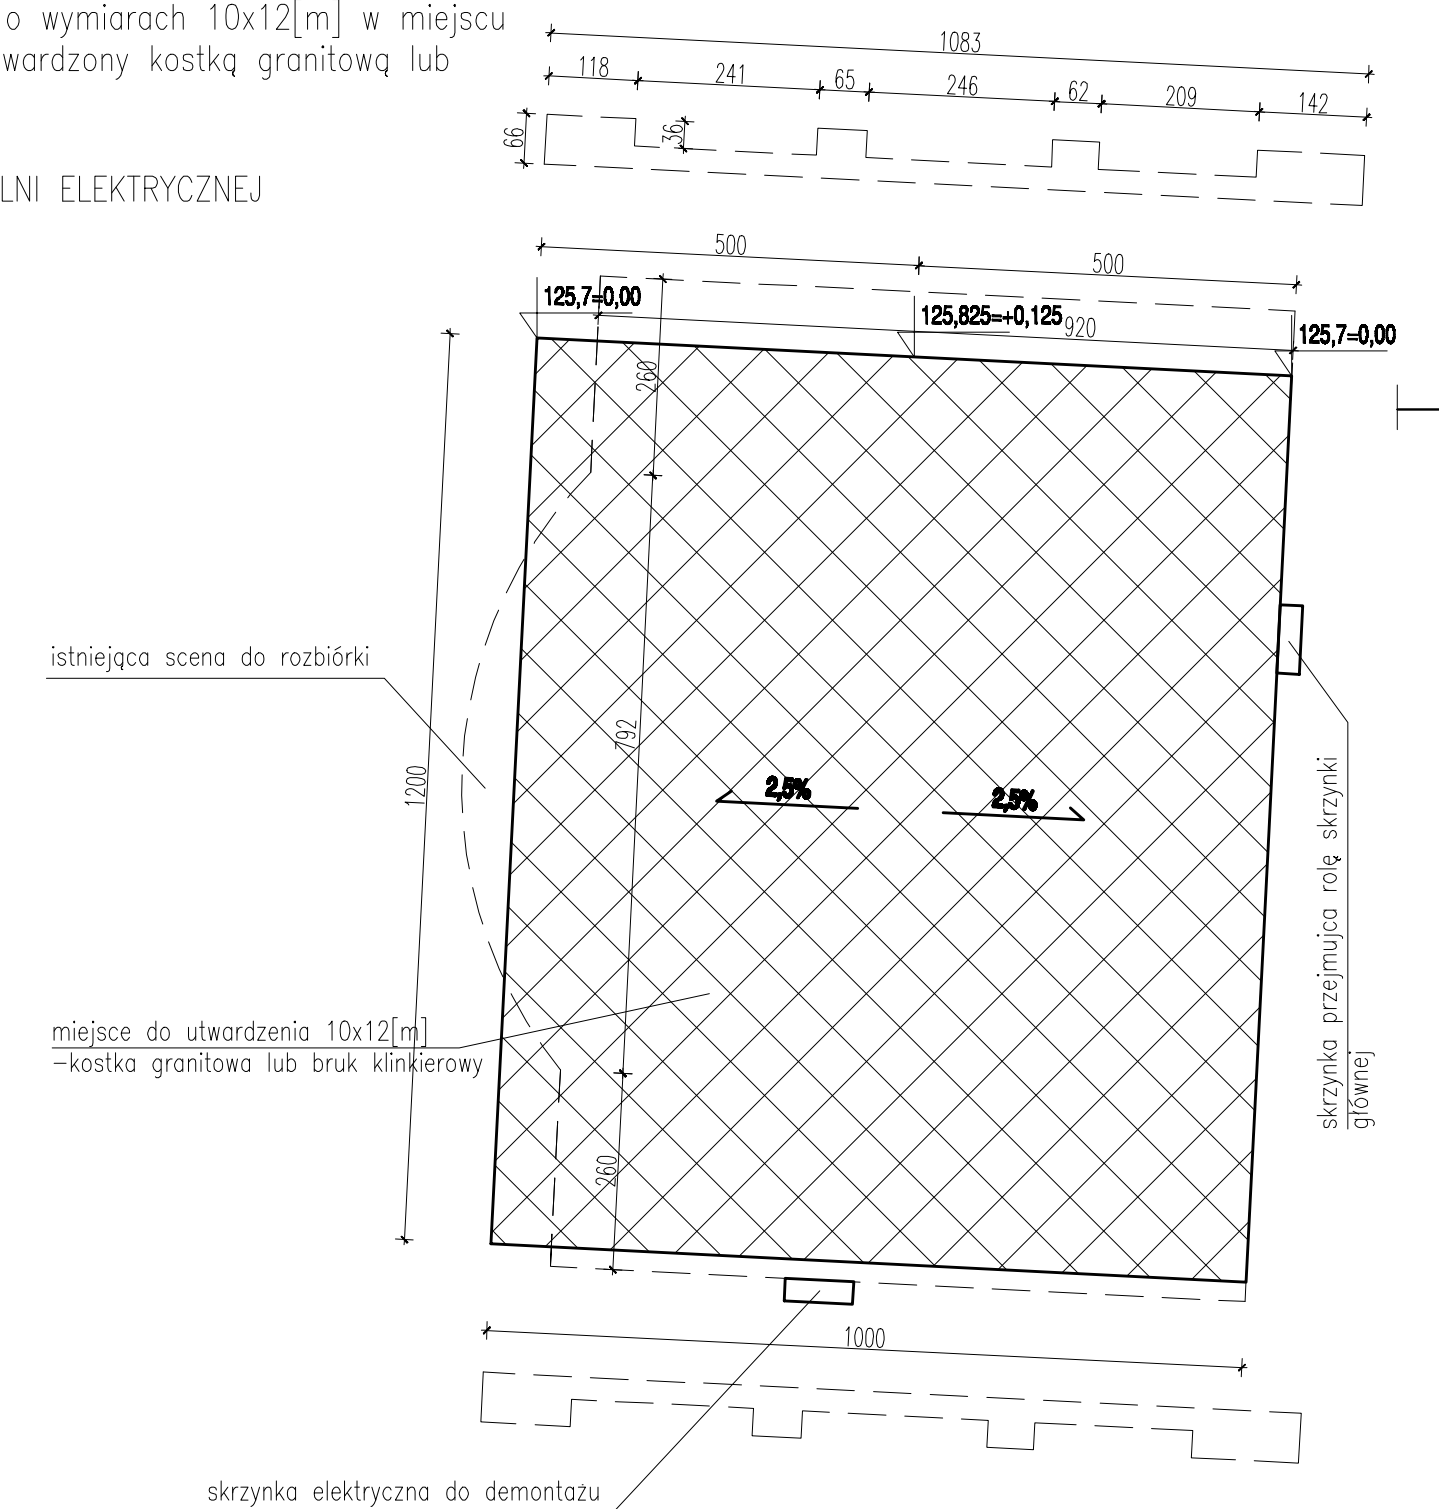 o wymiarach 10x12[m] w miejscu
wardzony kostką granitową lub
LNI ELEKTRYCZNEJ
1083
118 241 65 246 62 209 142
66
36
500 500
125,7=0,00
125,825=+0,125
920
125,7=0,00
260
istniejąca scena do rozbiórki
792
1200
2,5% 2,5%
skrzynka przejmujca rolę skrzynki
głównej
miejsce do utwardzenia 10x12[m]
-kostka granitowa lub bruk klinkierowy
260
1000
skrzynka elektryczna do demontażu